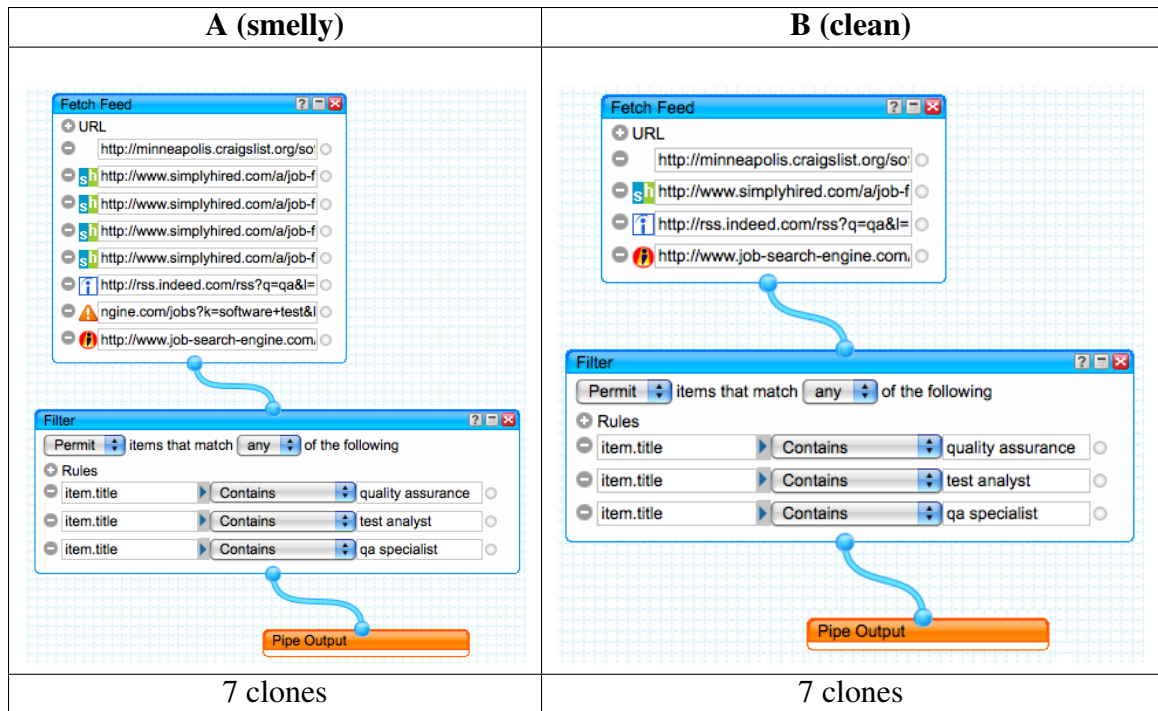 A (smelly)
B (clean)
Fetch Feed
URL
http://minneapolis.craigslist.org/so
http://www.simplyhired.com/a/job-f
http://www.simplyhired.com/a/job-f
http://www.simplyhired.com/a/job-f
http://www.simplyhired.com/a/job-f
http://rss.indeed.com/rss?q=qa&l=
ngine.com/jobs?k=software+test&l
http://www.job-search-engine.com/
Filter
Permit items that match any of the following
Rules
item.title Contains quality assurance
item.title Contains test analyst
item.title Contains qa specialist
Pipe Output
Fetch Feed
URL
http://minneapolis.craigslist.org/so
sh http://www.simplyhired.com/a/job-f
http://rss.indeed.com/rss?q=qa&l=
http://www.job-search-engine.com/
Filter
Permit items that match any of the following
Rules
item.title Contains quality assurance
item.title Contains test analyst
item.title Contains qa specialist
Pipe Output
7 clones
7 clones